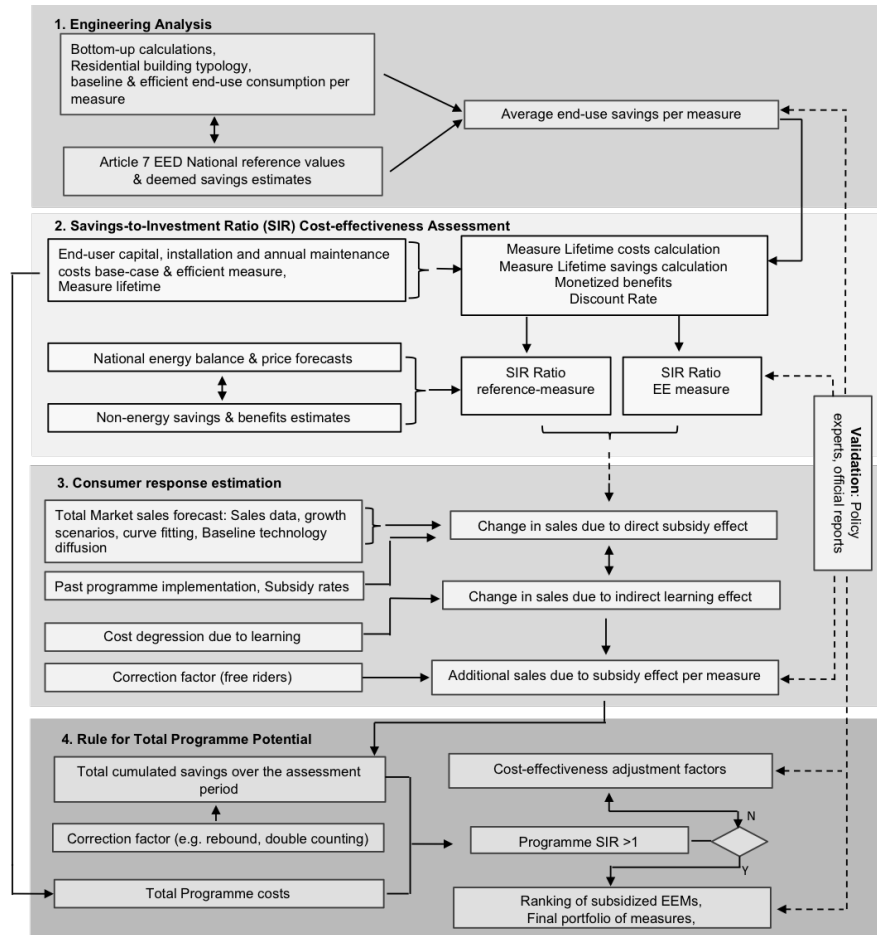 1. Engineering Analysis
Bottom-up calculations,
Residential building typology,
baseline & efficient end-use consumption per
measure
Average end-use savings per measure
Article 7 EED National reference values
& deemed savings estimates
2. Savings-to-Investment Ratio (SIR) Cost-effectiveness Assessment
End-user capital, installation and annual maintenance
costs base-case & efficient measure,
Measure lifetime
Measure Lifetime costs calculation
Measure Lifetime savings calculation
Monetized benefits
Discount Rate
National energy balance & price forecasts
Non-energy savings & benefits estimates
SIR Ratio
reference-measure
SIR Ratio
EE measure
Validation: Policy
experts, official reports
3. Consumer response estimation
Total Market sales forecast: Sales data, growth
scenarios, curve fitting, Baseline technology
diffusion
Change in sales due to direct subsidy effect
Past programme implementation, Subsidy rates
Change in sales due to indirect learning effect
Cost degression due to learning
Correction factor (free riders)
Additional sales due to subsidy effect per measure
4. Rule for Total Programme Potential
Total cumulated savings over the assessment
period
Cost-effectiveness adjustment factors
Correction factor (e.g. rebound, double counting)
N
Programme SIR >1
Y
Total Programme costs
Ranking of subsidized EEMs,
Final portfolio of measures,